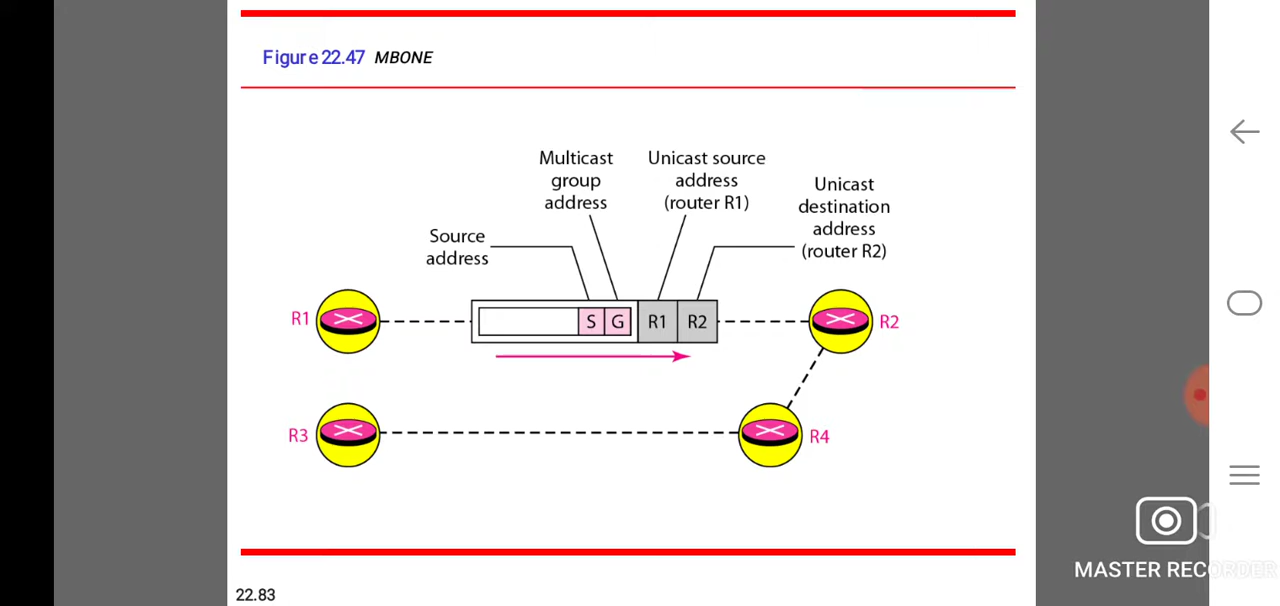 Figure 22.47 MBONE
Multicast
group
address
Unicast source
address
(router R1)
Unicast
destination
address
(router R2)
Source
address
R1
S G R1 R2
R2
R3
R4
MASTER RECORDER
22.83